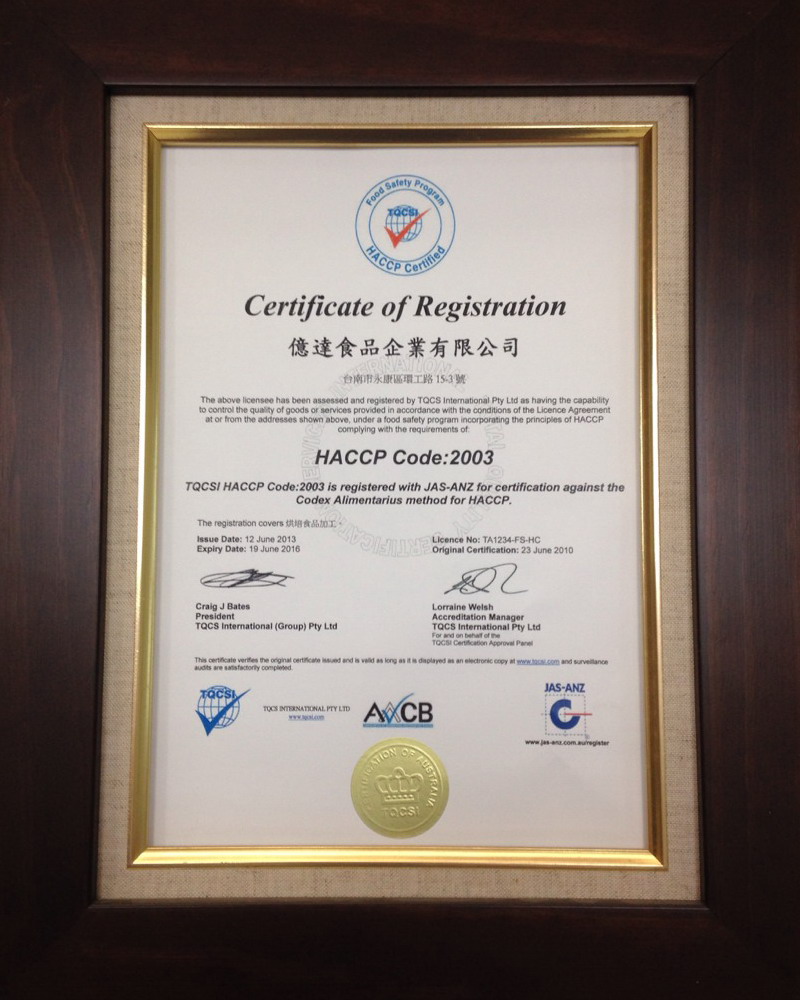 Food Safety Program
TQCSI
HACCP Certified
Certificate of Registration
億達食品企業有限公司
台南市永康區環工路 15-3 號
The above licensee has been assessed and registered by TQCS International Pty Ltd as having the capability
to control the quality of goods or services provided in accordance with the conditions of the Licence Agreement
at or from the addresses shown above, under a food safety program incorporating the principles of HACCP
complying with the requirements of:
HACCP Code:2003
TQCSI HACCP Code:2003 is registered with JAS-ANZ for certification against the
Codex Alimentarius method for HACCP.
The registration covers 烘培食品加工。
Issue Date: 12 June 2013
Expiry Date: 19 June 2016
Licence No: TA1234-FS-HC
Original Certification: 23 June 2010
Craig J Bates
President
TQCS International (Group) Pty Ltd
Lorraine Welsh
Accreditation Manager
TQCS International Pty Ltd
For and on behalf of the
TQCSI Certification Approval Panel
This certificate verifies the original certificate issued and is valid as long as it is displayed as an electronic copy at www.tqcsi.com and surveillance
audits are satisfactorily completed.
TQCSI
TQCS INTERNATIONAL PTY LTD
www.tqcsi.com
AWCB
JAS-ANZ
www.jas-anz.com.au/register
OF AUSTRALIA
TQCSI